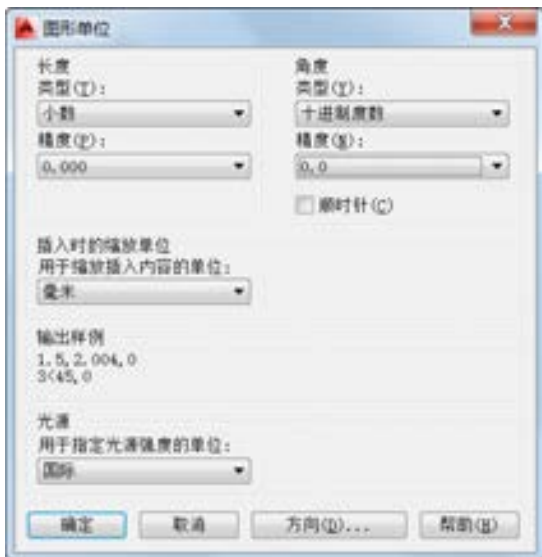 图形单位
长度
类型(T):
小数
精度(P):
0.000
角度
类型(Y):
十进制度数
精度(N):
0.0
顺时针(C)
插入时的缩放单位
用于缩放插入内容的单位:
毫米
输出样例
1.5,2.004,0
3<45,0
光源
用于指定光源强度的单位:
国际
确定 取消 方向(D)... 帮助(H)